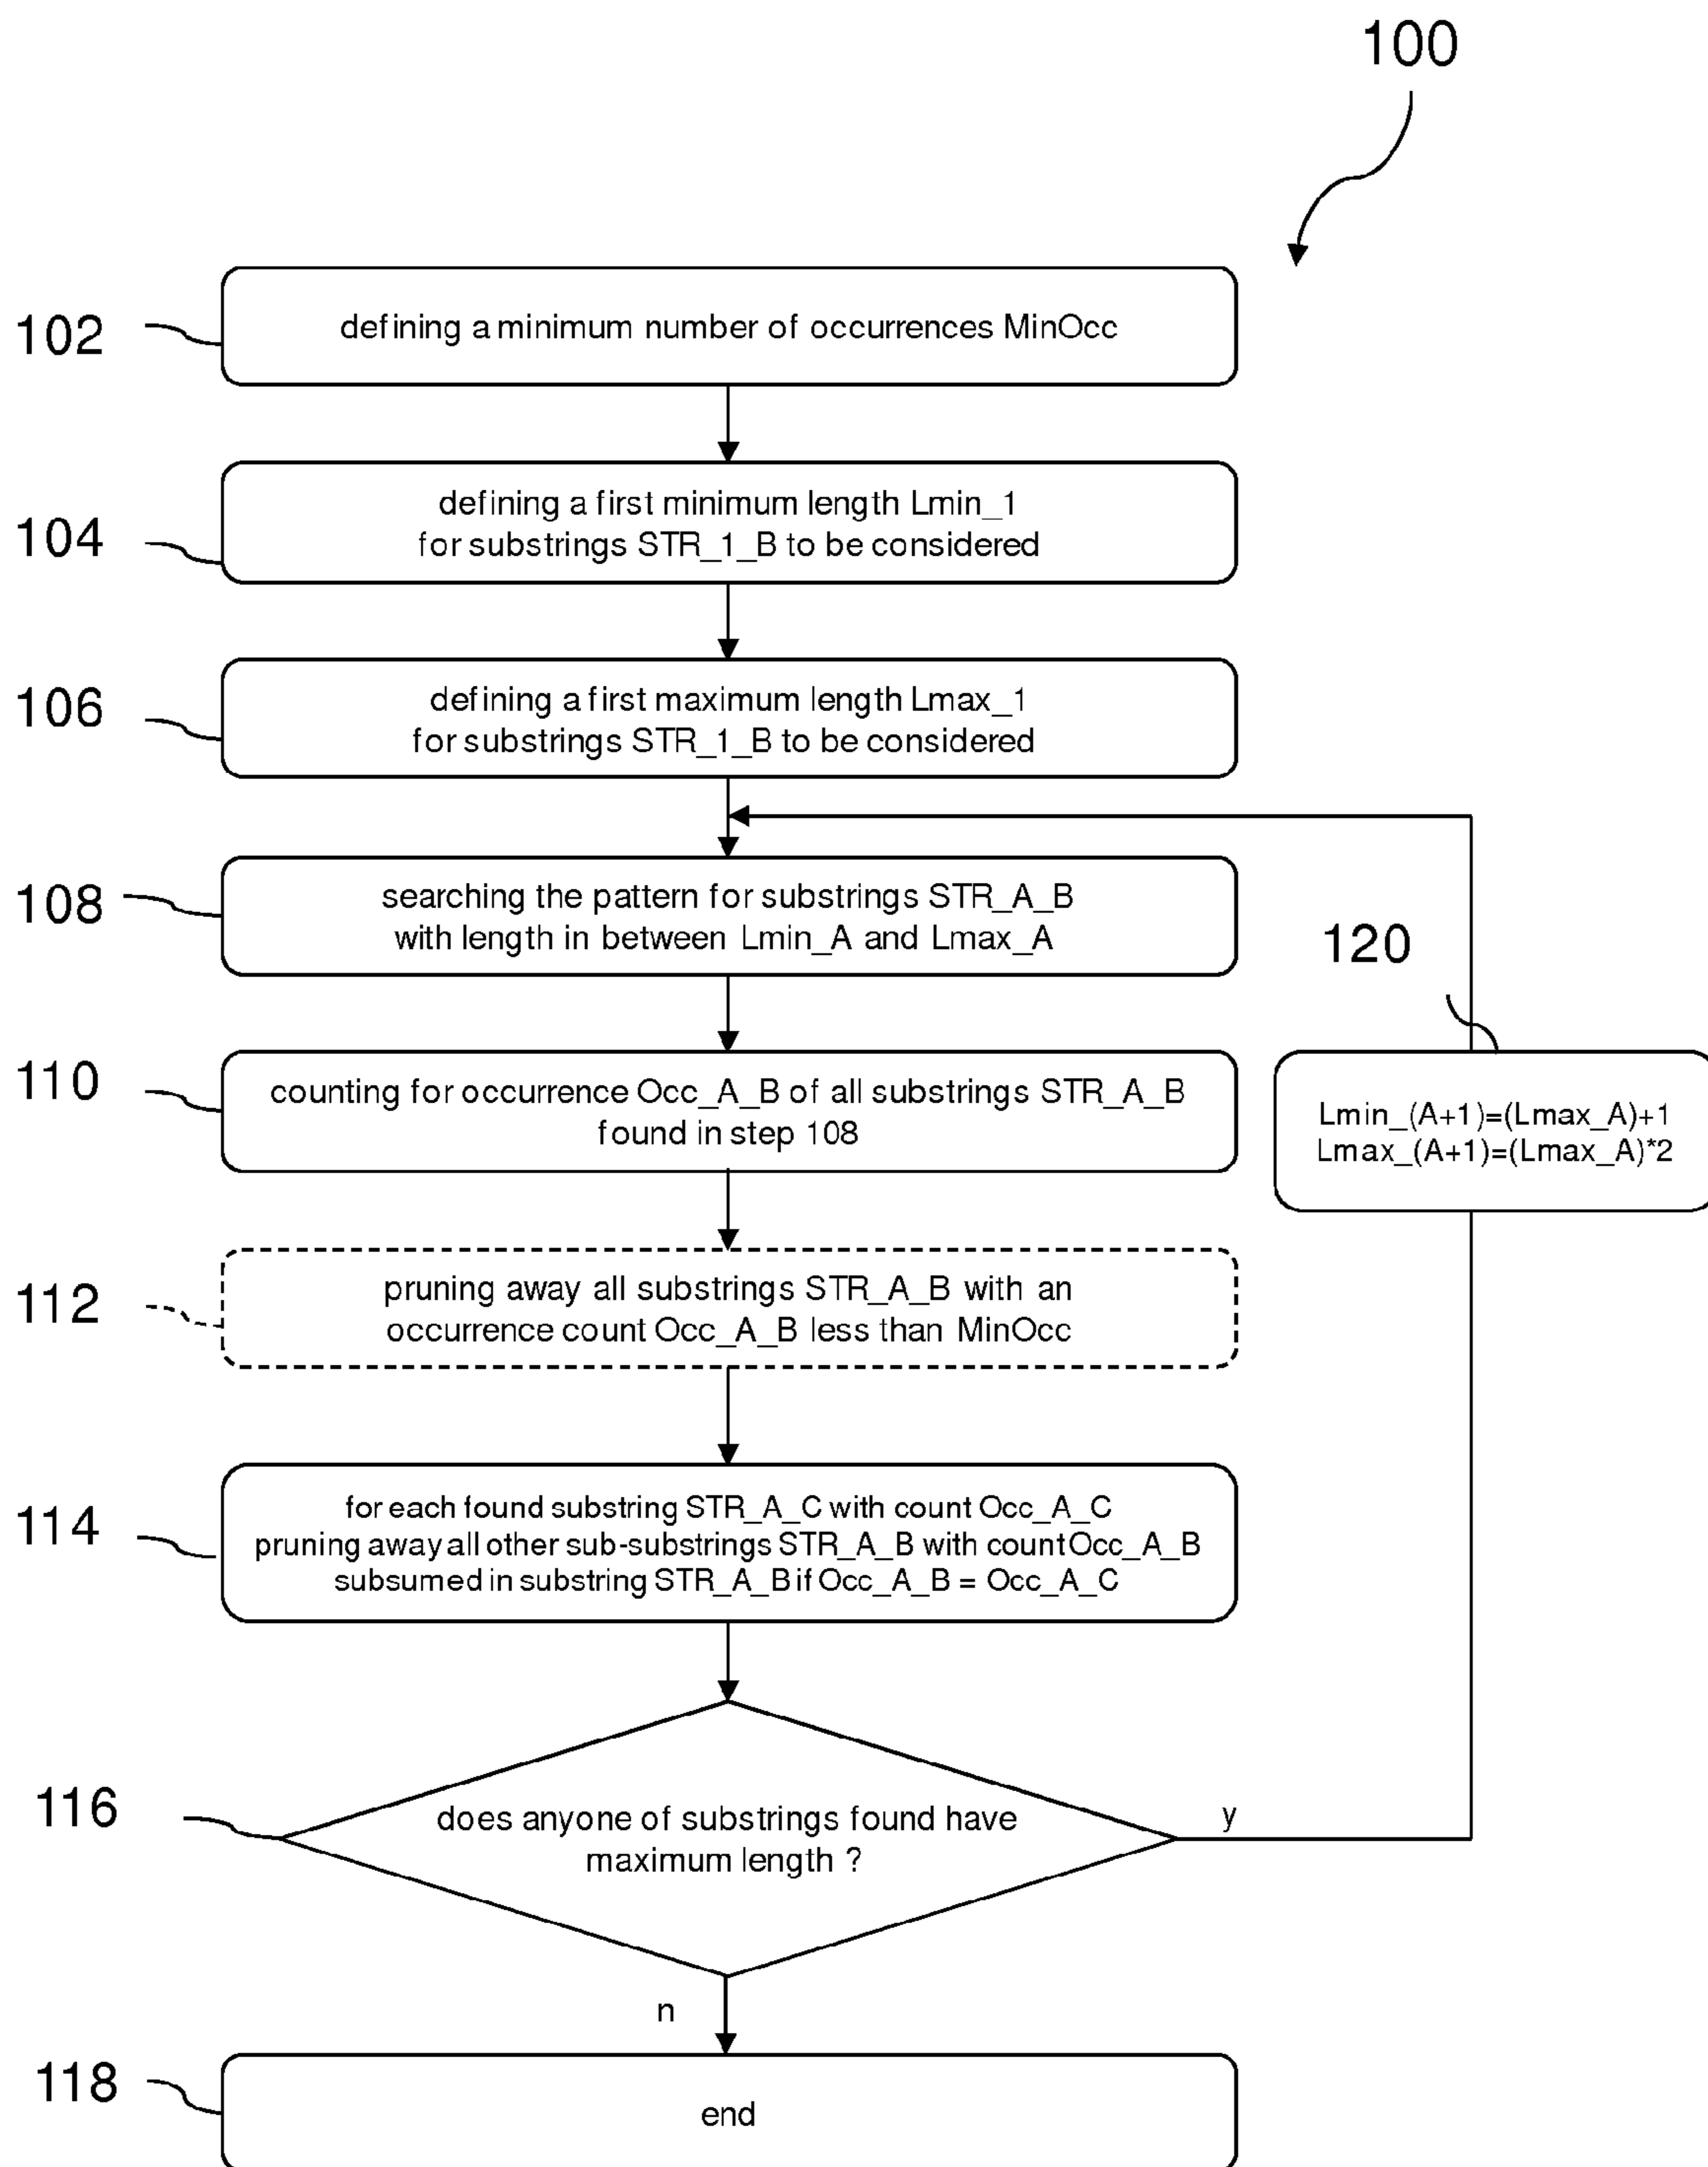 100
102
defining a minimum number of occurrences MinOcc
104
defining a first minimum length Lmin_1
for substrings STR_1_B to be considered
106
defining a first maximum length Lmax_1
for substrings STR_1_B to be considered
108
searching the pattern for substrings STR_A_B
with length in between Lmin_A and Lmax_A
120
110
counting for occurrence Occ_A_B of all substrings STR_A_B
found in step 108
Lmin_(A+1)=(Lmax_A)+1
Lmax_(A+1)=(Lmax_A)*2
112
pruning away all substrings STR_A_B with an
occurrence count Occ_A_B less than MinOcc
114
for each found substring STR_A_C with count Occ_A_C
pruning away all other sub-substrings STR_A_B with count Occ_A_B
subsumed in substring STR_A_B if Occ_A_B = Occ_A_C
116
does anyone of substrings found have
maximum length ?
y
n
118
end